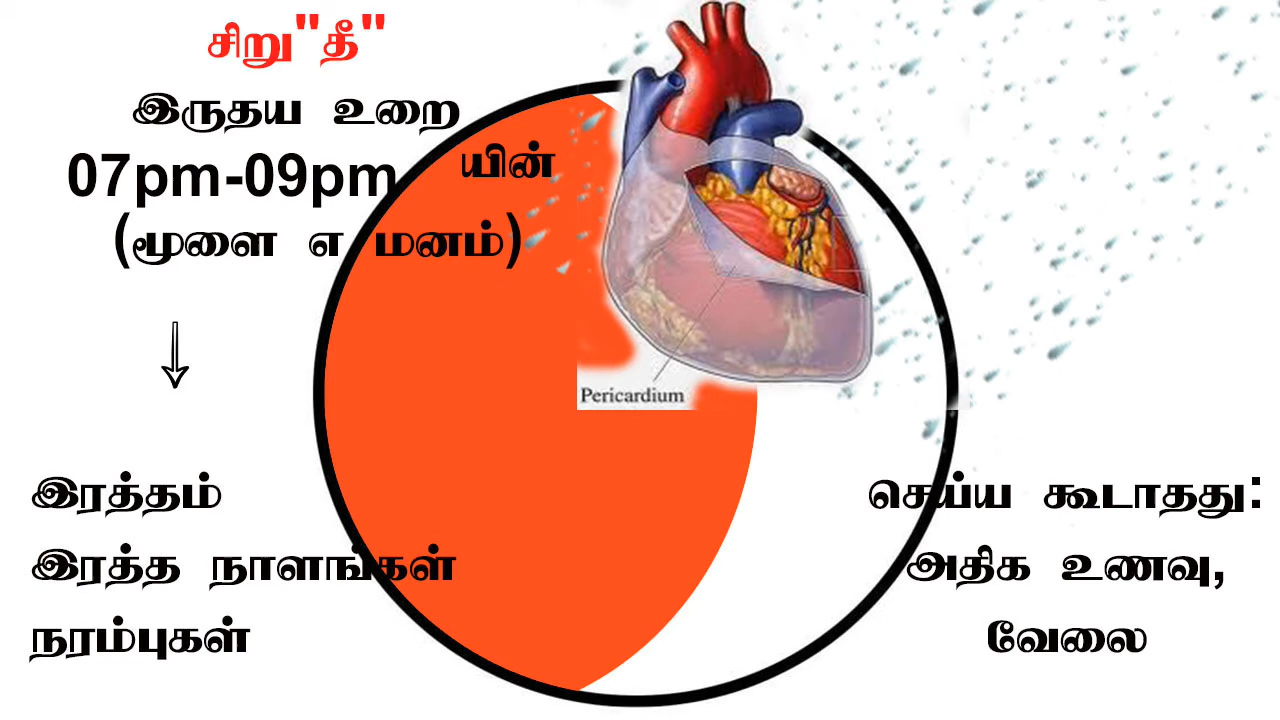 சிறு"தீ"
இருதய உறை
07pm-09pm யின்
(மூளை எ மனம்)
Pericardium
இரத்தம்
இரத்த நாளங்கள்
நரம்புகள்
செய்ய கூடாதது:
அதிக உணவு,
வேலை